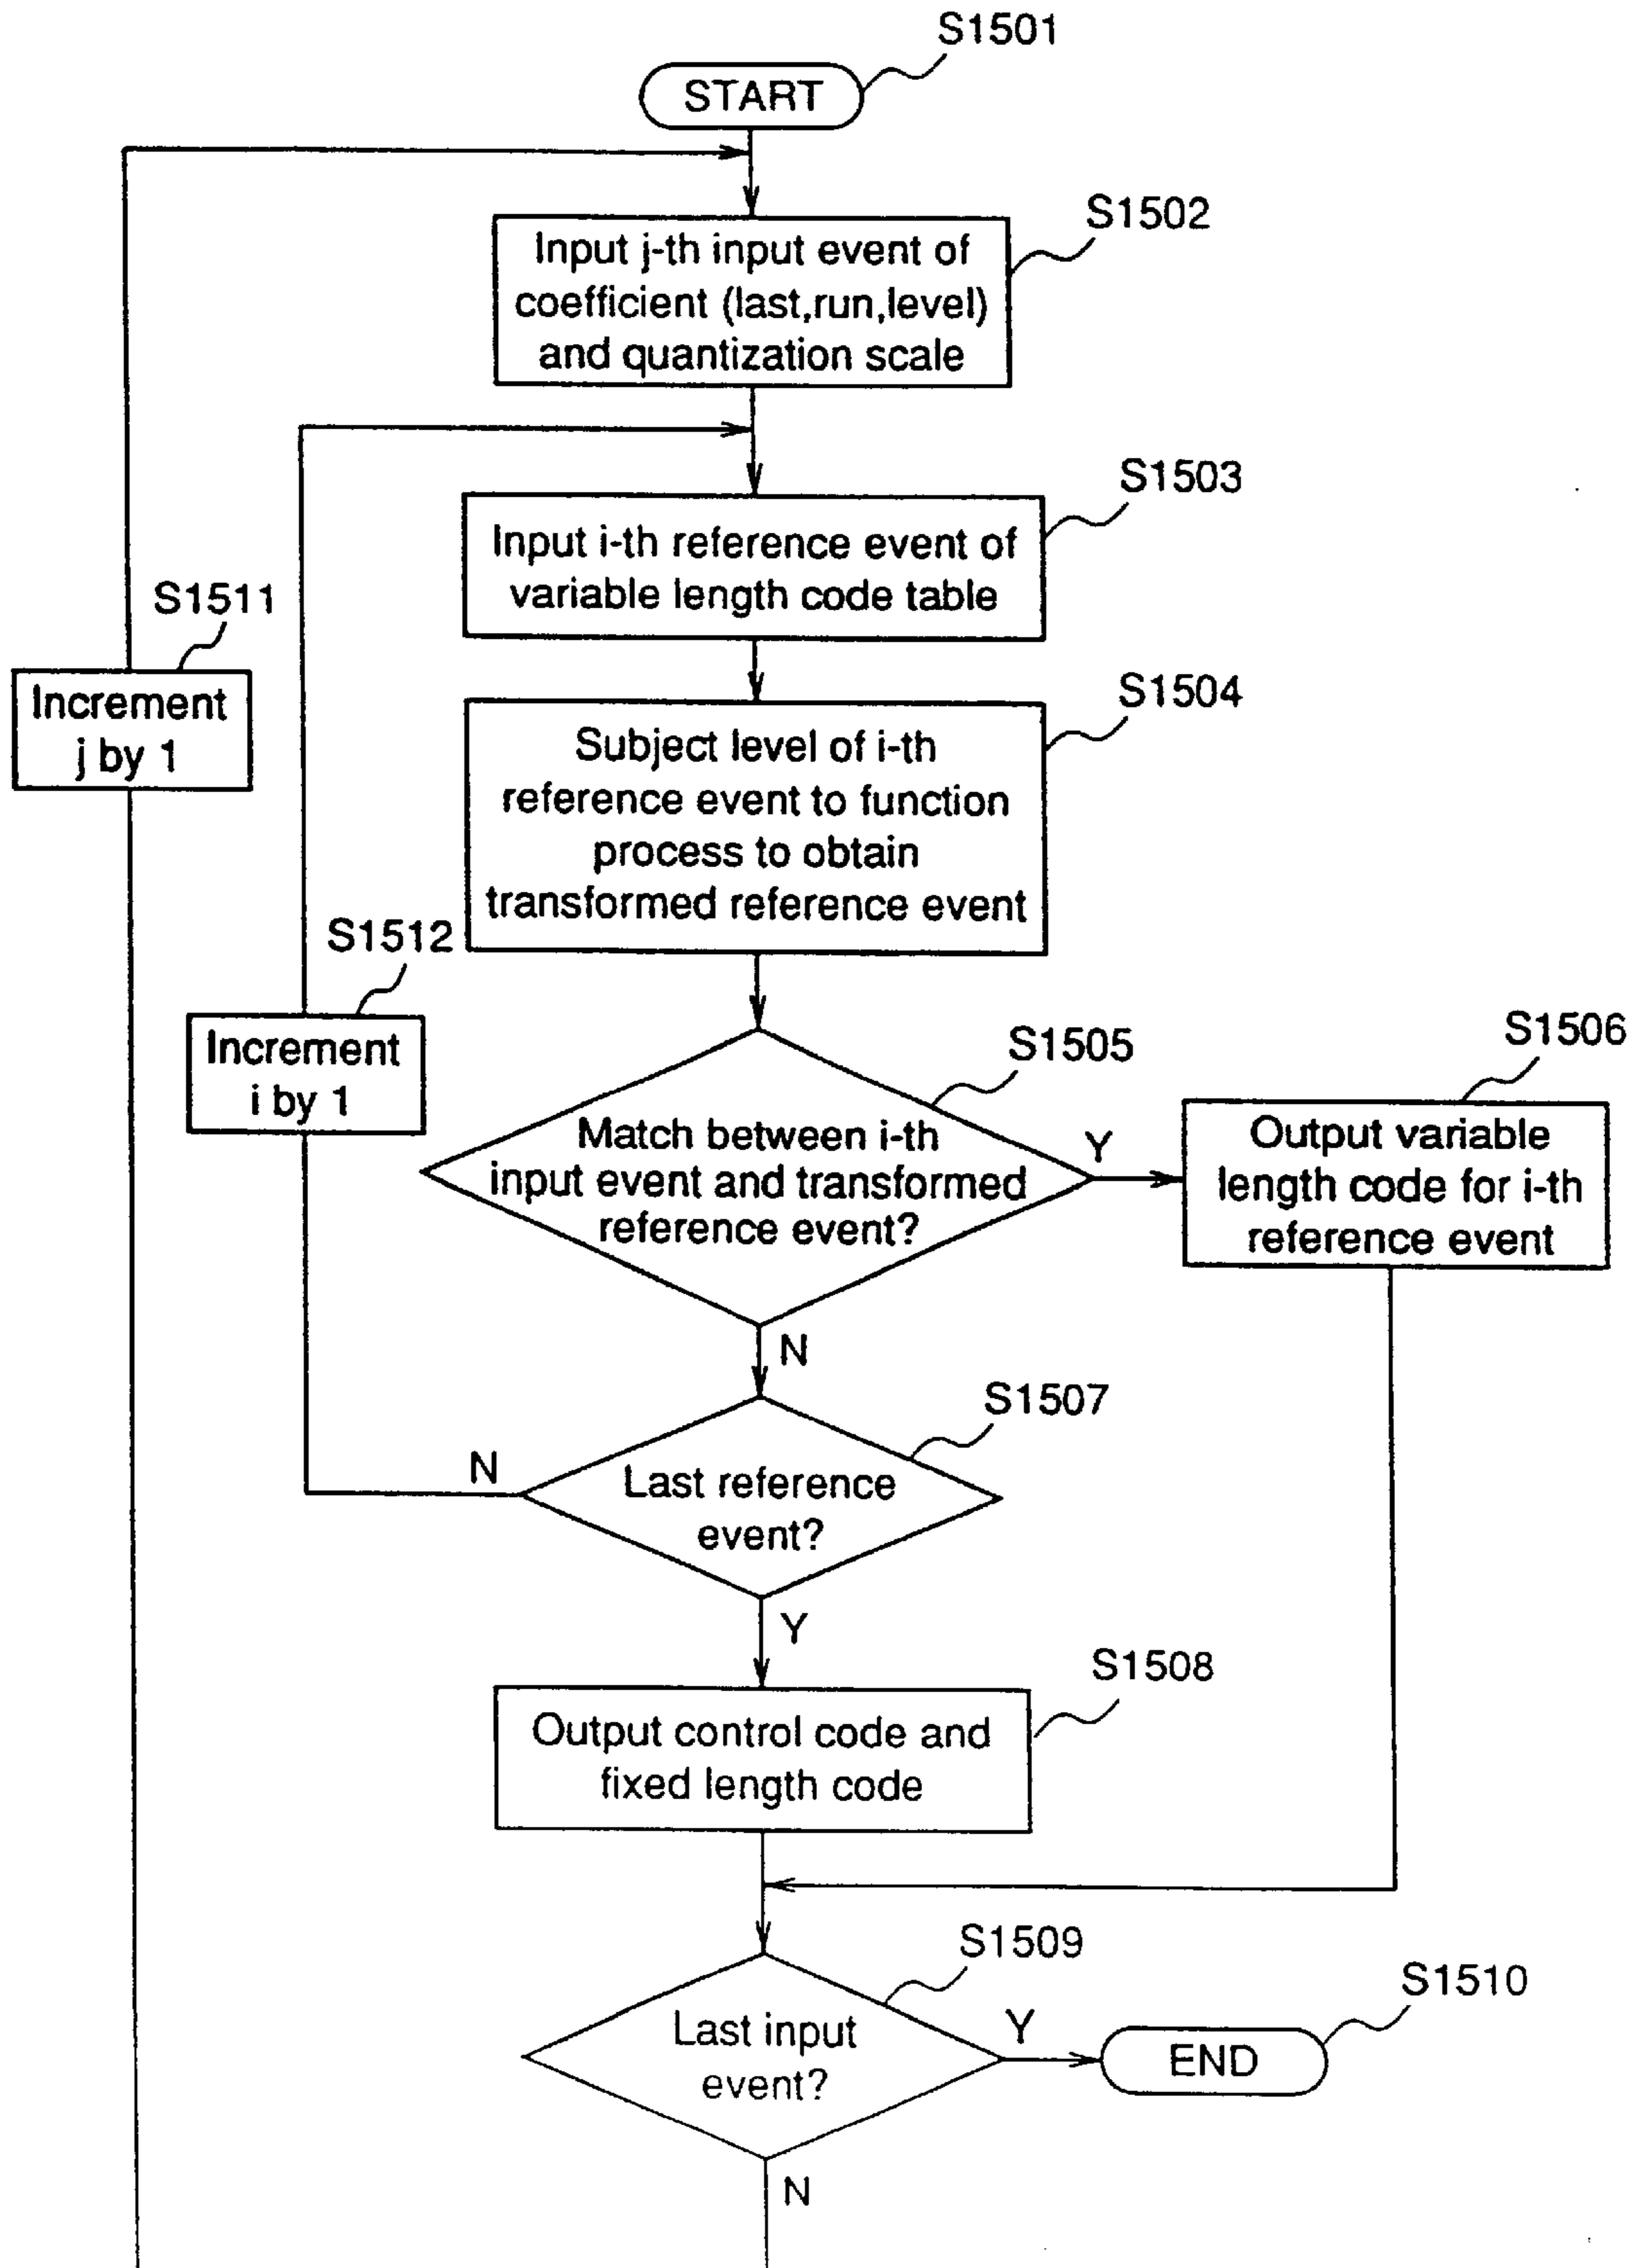 S1501
START
S1502
Input j-th input event of
coefficient (last,run,level)
and quantization scale
S1503
Input i-th reference event of
variable length code table
S1511
Increment
j by 1
S1504
Subject level of i-th
reference event to function
process to obtain
transformed reference event
S1512
Increment
i by 1
S1505
Match between i-th
input event and transformed
reference event?
Y
S1506
Output variable
length code for i-th
reference event
N
S1507
Last reference
event?
N
Y
S1508
Output control code and
fixed length code
S1509
Last input
event?
Y
S1510
END
N